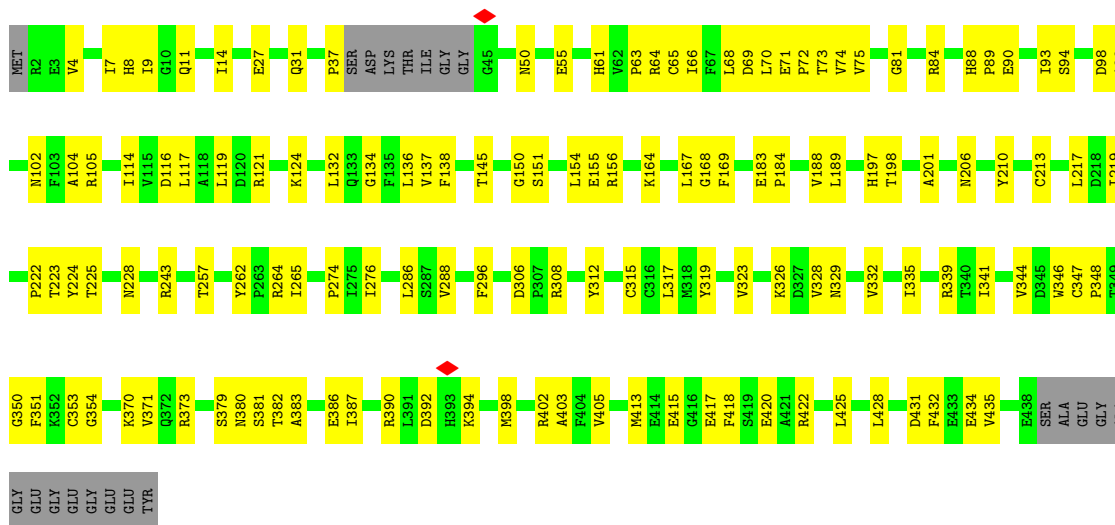 MET R2 E3 V4 I7 H8 I9 G10 Q11 I14 E27 Q31 P37 SER ASP LYS THR ILE GLY GLY G45 N50 E55 H61 V62 P63 R64 C65 I66 F67 L68 D69 L70 E71 P72 T73 V74 V75 G81 R84 H88 P89 E90 I93 S94 D98
N102 F103 A104 R105 I114 V115 D116 L117 A118 L119 D120 R121 K124 L132 Q133 G134 F135 L136 V137 F138 T145 G150 S151 L154 E155 R156 K164 L167 G168 F169 E183 P184 V188 L189 H197 T198 A201 N206 Y210 C213 L217 D218
P222 T223 Y224 T225 N228 R243 T257 Y262 P263 R264 I265 P274 I275 I276 L286 S287 V288 F296 D306 P307 R308 Y312 C315 C316 L317 M318 Y319 V323 K326 D327 V328 N329 V332 I335 R339 T340 I341 V344 D345 W346 C347 P348 T349
G350 F351 K352 C353 G354 K370 V371 Q372 R373 S379 N380 S381 T382 A383 E386 I387 R390 L391 D392 H393 K394 M398 R402 A403 F404 V405 M413 E414 E415 G416 E417 F418 S419 E420 A421 R422 L425 L428 D431 F432 E433 E434 V435 E438 SER ALA GLU GLY
GLY GLU GLY GLU GLY GLU GLU TYR